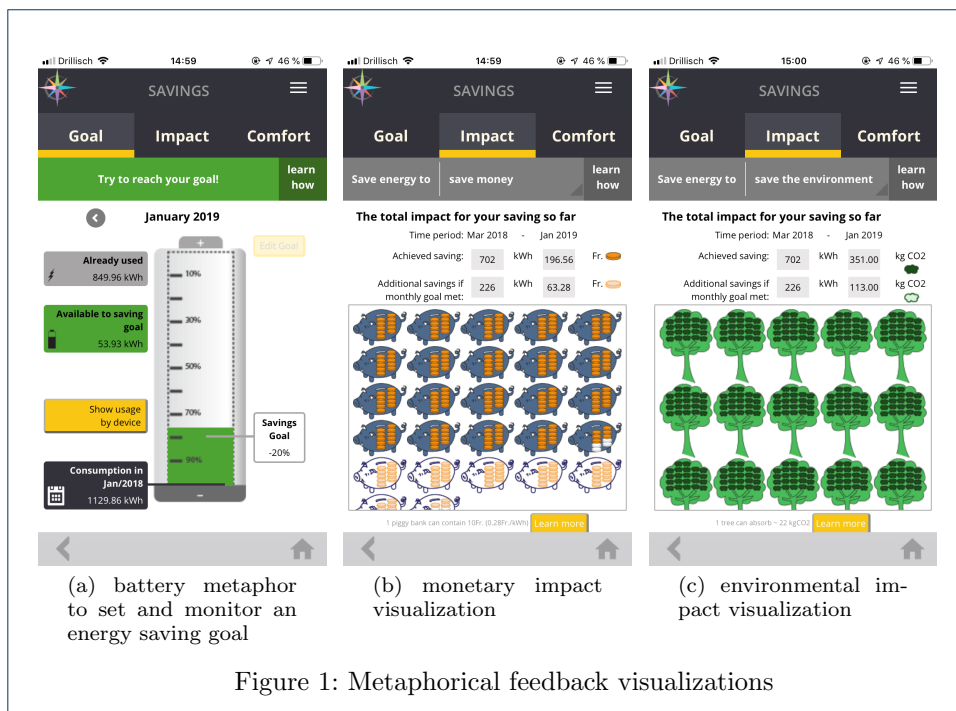 Drillisch 14:59 46 %
SAVINGS
Goal Impact Comfort
Try to reach your goal!
learn
how
January 2019
Edit Goal
Already used
849.96 kWh
Available to saving
goal
53.93 kWh
Show usage
by device
Consumption in
Jan/2018
1129.86 kWh
+
10%
30%
50%
70%
90%
-
Savings
Goal
-20%
(a) battery metaphor
to set and monitor an
energy saving goal
Drillisch 14:59 46 %
SAVINGS
Goal Impact Comfort
Save energy to save money
learn
how
The total impact for your saving so far
Time period: Mar 2018 - Jan 2019
Achieved saving: 702 kWh 196.56 Fr.
Additional savings if
monthly goal met: 226 kWh 63.28 Fr.
1 piggy bank can contain 10Fr. (0.28Fr./kWh) Learn more
(b) monetary impact
visualization
Drillisch 15:00 46 %
SAVINGS
Goal Impact Comfort
Save energy to save the environment
learn
how
The total impact for your saving so far
Time period: Mar 2018 - Jan 2019
Achieved saving: 702 kWh 351.00 kg CO2
Additional savings if
monthly goal met: 226 kWh 113.00 kg CO2
1 tree can absorb ~ 22 kgCO2 Learn more
(c) environmental im-
pact visualization
Figure 1: Metaphorical feedback visualizations